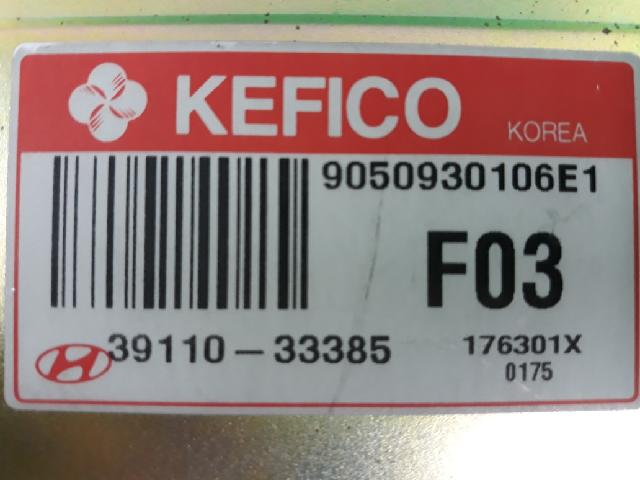 KEFICO KOREA
9050930106E1
F03
39110-33385 176301X
0175